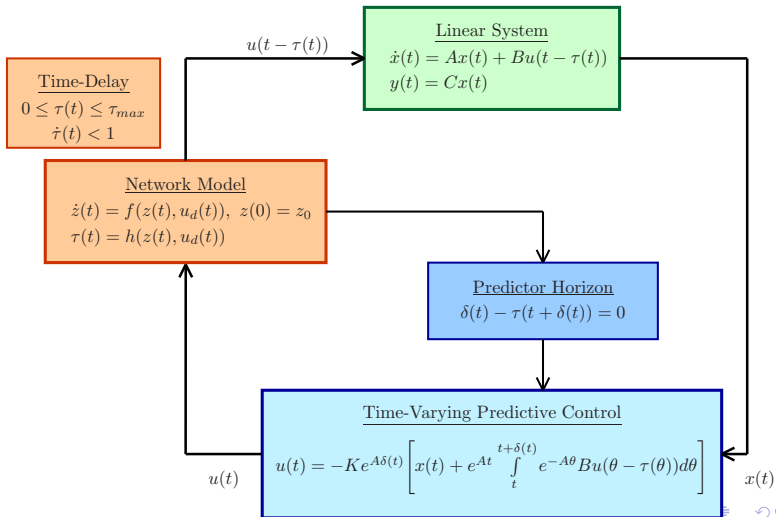 Linear System
ẋ(t) = Ax(t) + Bu(t − τ(t))
y(t) = Cx(t)
u(t − τ(t))
Time-Delay
0 ≤ τ(t) ≤ τ_max
τ̇(t) < 1
Network Model
ż(t) = f(z(t), u_d(t)), z(0) = z_0
τ(t) = h(z(t), u_d(t))
Predictor Horizon
δ(t) − τ(t + δ(t)) = 0
Time-Varying Predictive Control
u(t) = −Ke^{Aδ(t)} [x(t) + e^{At} ∫_t^{t+δ(t)} e^{−Aθ} Bu(θ − τ(θ))dθ]
u(t)
x(t)